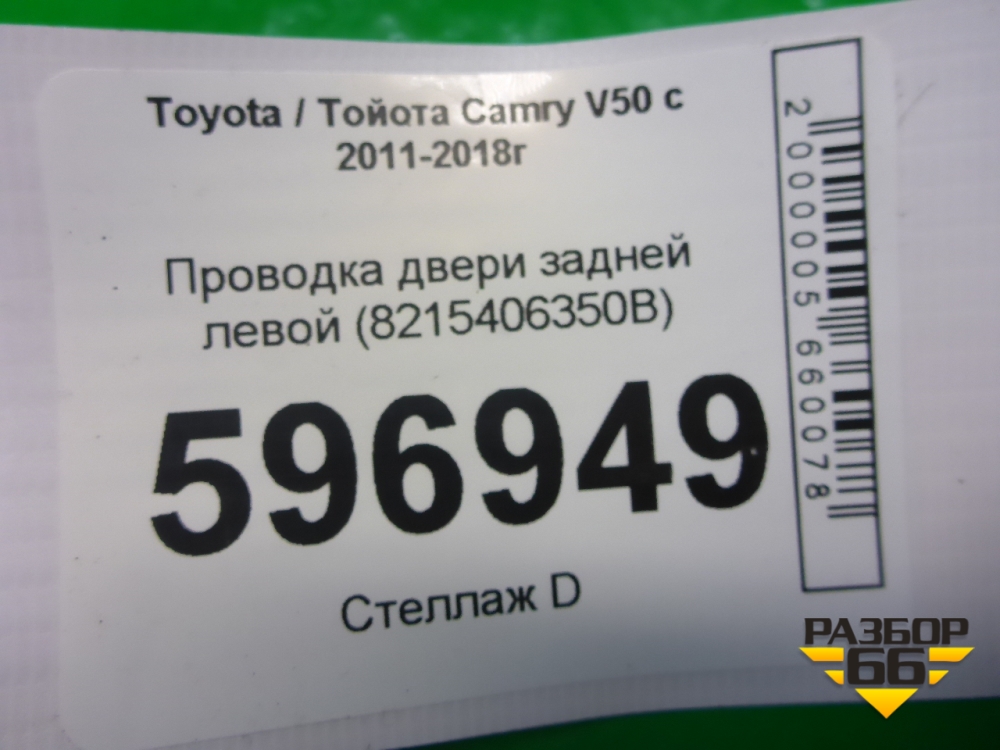 Toyota / Тойота Camry V50 с
2011-2018г
Проводка двери задней
левой (8215406350B)
596949
Стеллаж D
2000005660078
РАЗБОР
66